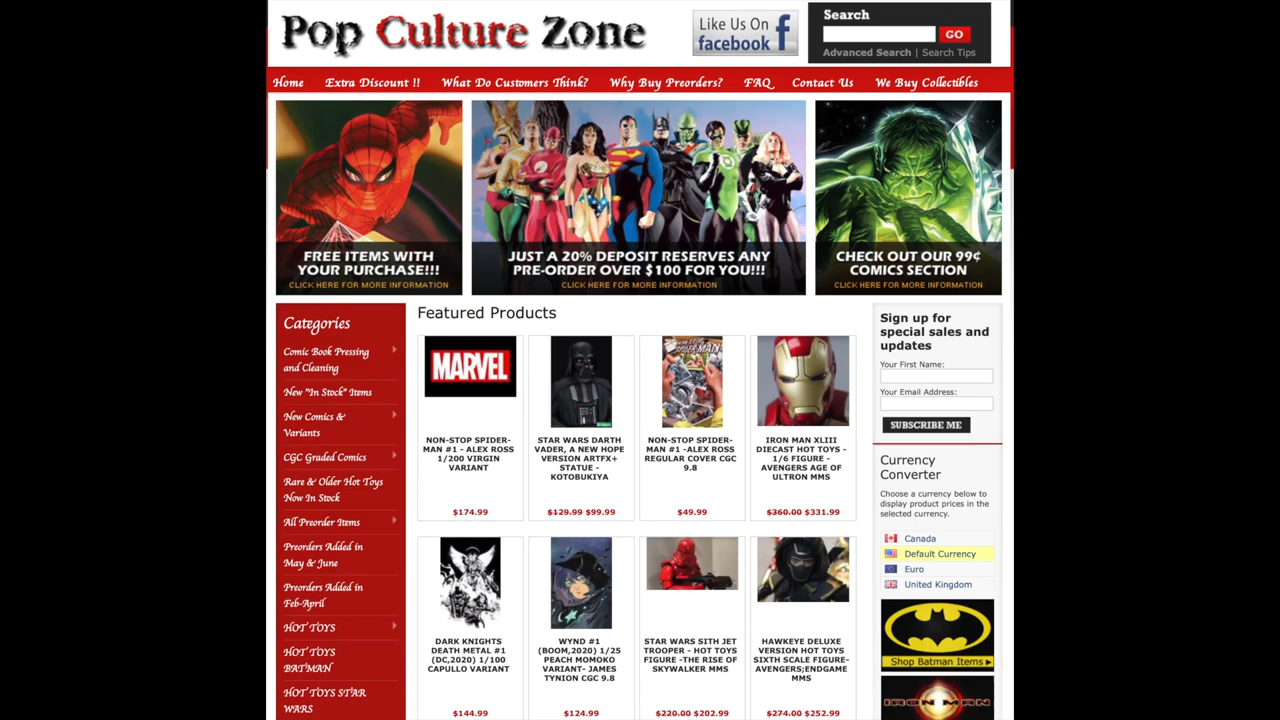 Pop Culture Zone
Like Us On
facebook f
Search
GO
Advanced Search | Search Tips
Home Extra Discount !! What Do Customers Think? Why Buy Preorders? FAQ Contact Us We Buy Collectibles
FREE ITEMS WITH
YOUR PURCHASE!!!
CLICK HERE FOR MORE INFORMATION
JUST A 20% DEPOSIT RESERVES ANY
PRE-ORDER OVER $100 FOR YOU!!!
CLICK HERE FOR MORE INFORMATION
CHECK OUT OUR 99¢
COMICS SECTION
CLICK HERE FOR MORE INFORMATION
Categories
Comic Book Pressing
and Cleaning
New "In Stock" Items
New Comics &
Variants
CGC Graded Comics
Rare & Older Hot Toys
Now In Stock
All Preorder Items
Preorders Added in
May & June
Preorders Added in
Feb-April
HOT TOYS
HOT TOYS
BATMAN
HOT TOYS STAR
WARS
Featured Products
MARVEL
NON-STOP SPIDER-
MAN #1 - ALEX ROSS
1/200 VIRGIN
VARIANT
$174.99
STAR WARS DARTH
VADER, A NEW HOPE
VERSION ARTFX+
STATUE -
KOTOBUKIYA
$129.99 $99.99
SPIDER-MAN
NON-STOP SPIDER-
MAN #1 -ALEX ROSS
REGULAR COVER CGC
9.8
$49.99
IRON MAN XLIII
DIECAST HOT TOYS -
1/6 FIGURE -
AVENGERS AGE OF
ULTRON MMS
$360.00 $331.99
DARK KNIGHTS
DEATH METAL #1
(DC,2020) 1/100
CAPULLO VARIANT
$144.99
WYND #1
(BOOM,2020) 1/25
PEACH MOMOKO
VARIANT- JAMES
TYNION CGC 9.8
$124.99
STAR WARS SITH JET
TROOPER - HOT TOYS
FIGURE -THE RISE OF
SKYWALKER MMS
$220.00 $202.99
HAWKEYE DELUXE
VERSION HOT TOYS
SIXTH SCALE FIGURE-
AVENGERS;ENDGAME
MMS
$274.00 $252.99
Sign up for
special sales and
updates
Your First Name:
Your Email Address:
SUBSCRIBE ME
Currency
Converter
Choose a currency below to
display product prices in the
selected currency.
Canada
Default Currency
Euro
United Kingdom
Shop Batman Items
IRON MAN